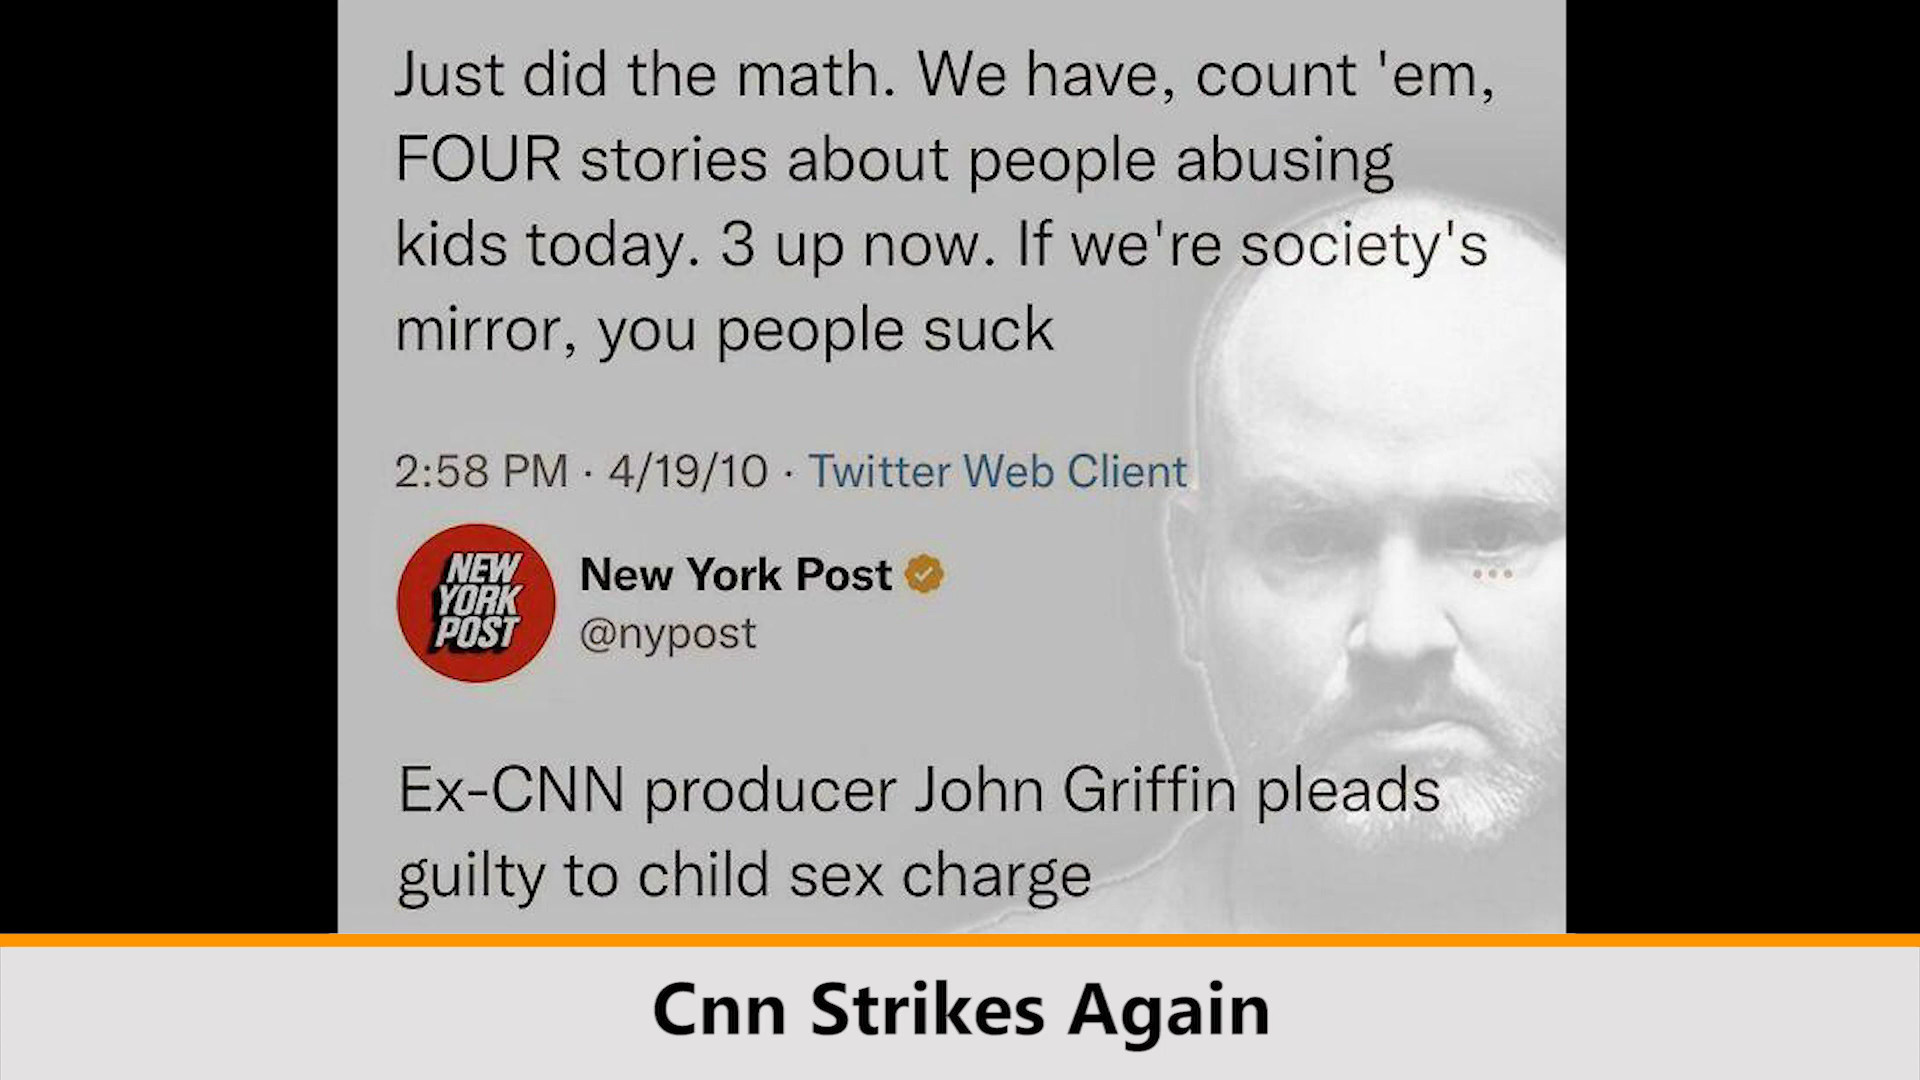 Just did the math. We have, count 'em,
FOUR stories about people abusing
kids today. 3 up now. If we're society's
mirror, you people suck
2:58 PM · 4/19/10 · Twitter Web Client
NEW
YORK
POST
New York Post
@nypost
Ex-CNN producer John Griffin pleads
guilty to child sex charge
Cnn Strikes Again